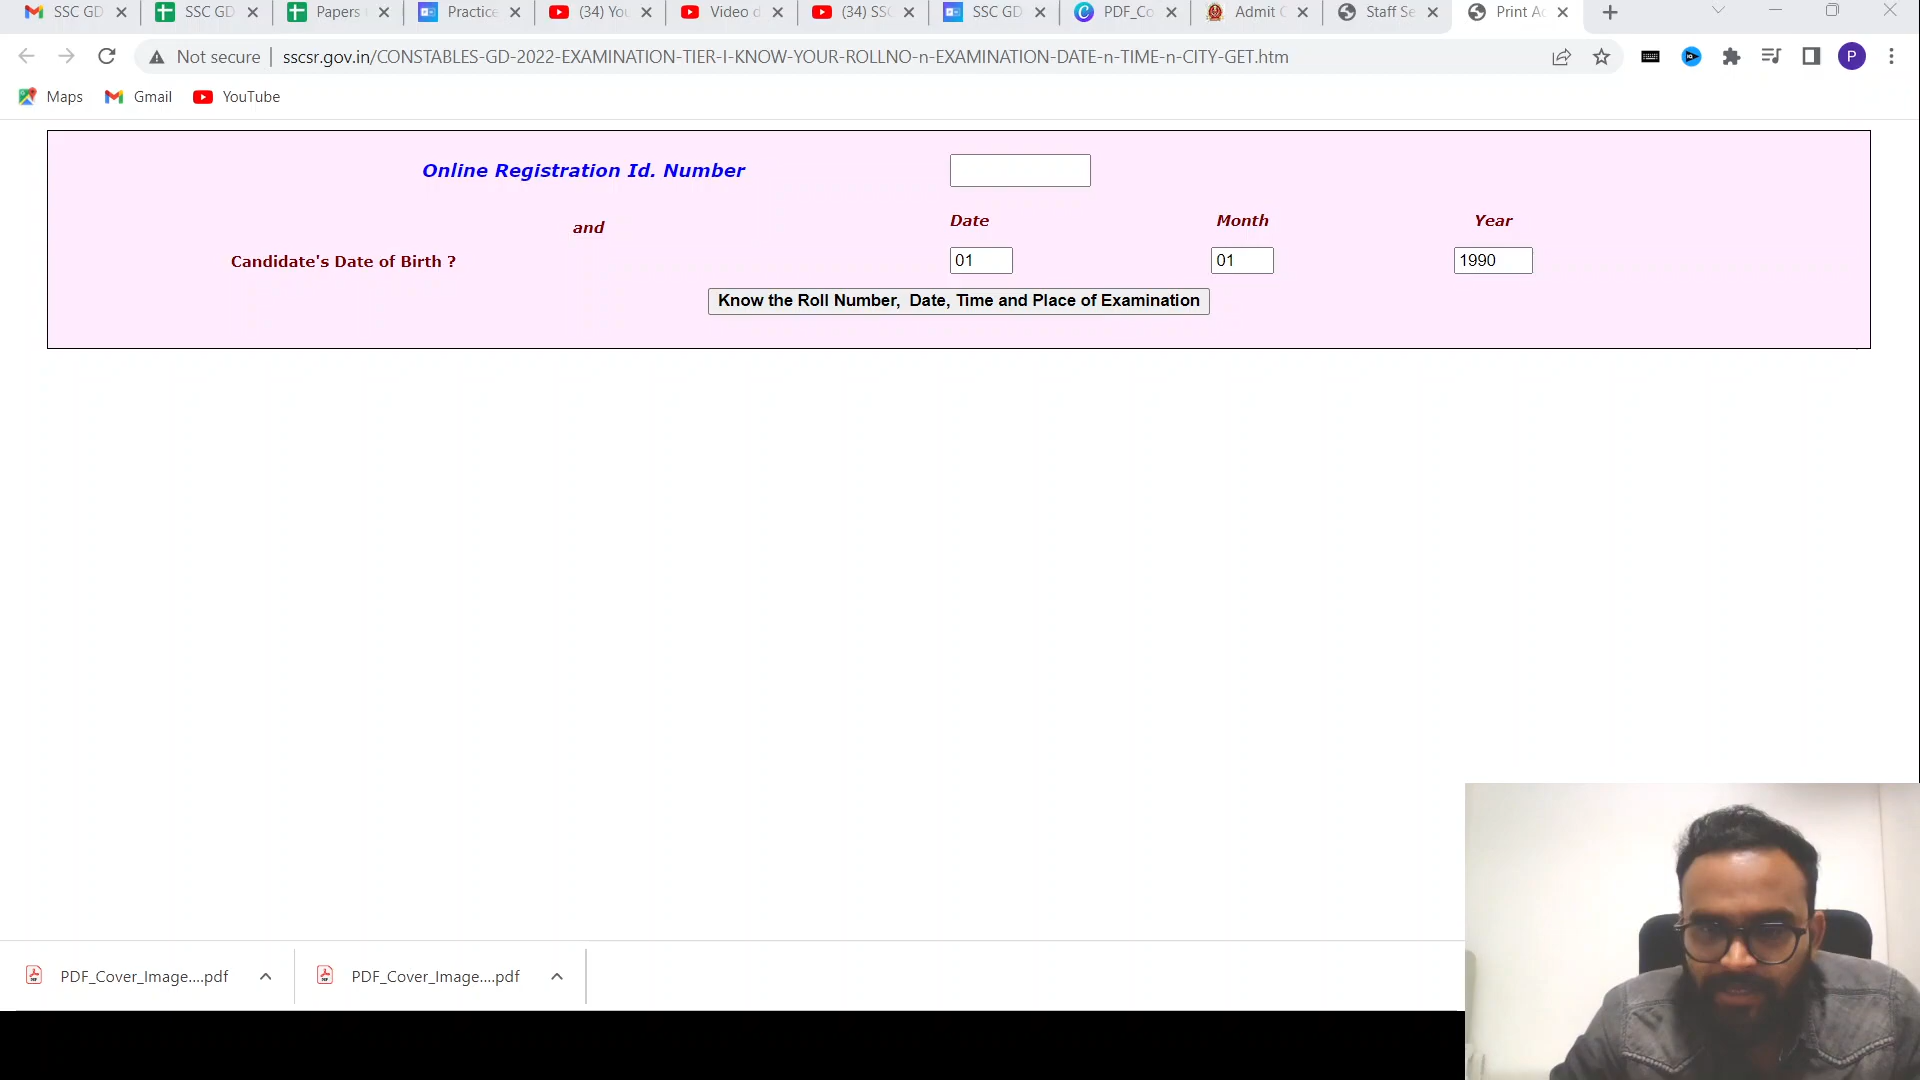 SSC GD
SSC GD
Papers
Practice
(34) You
Video d
(34) SSC
SSC GD
PDF_Co
Admit C
Staff Se
Print Ad
Not secure | sscsr.gov.in/CONSTABLES-GD-2022-EXAMINATION-TIER-I-KNOW-YOUR-ROLLNO-n-EXAMINATION-DATE-n-TIME-n-CITY-GET.htm
P
Maps Gmail YouTube
Online Registration Id. Number
and
Date Month Year
Candidate's Date of Birth ? 01 01 1990
Know the Roll Number, Date, Time and Place of Examination
PDF_Cover_Image....pdf PDF_Cover_Image....pdf